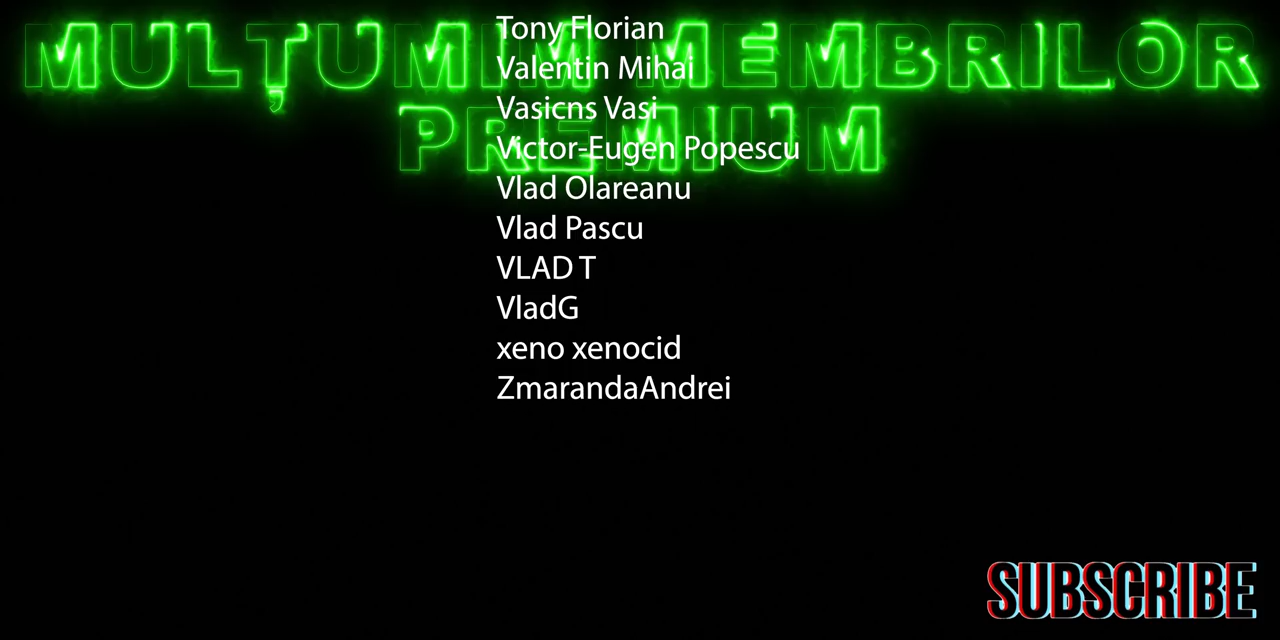 MULȚUMIM MEMBRILOR
PREMIUM
Tony Florian
Valentin Mihai
Vasicns Vasi
Victor-Eugen Popescu
Vlad Olareanu
Vlad Pascu
VLAD T
VladG
xeno xenocid
ZmarandaAndrei
SUBSCRIBE